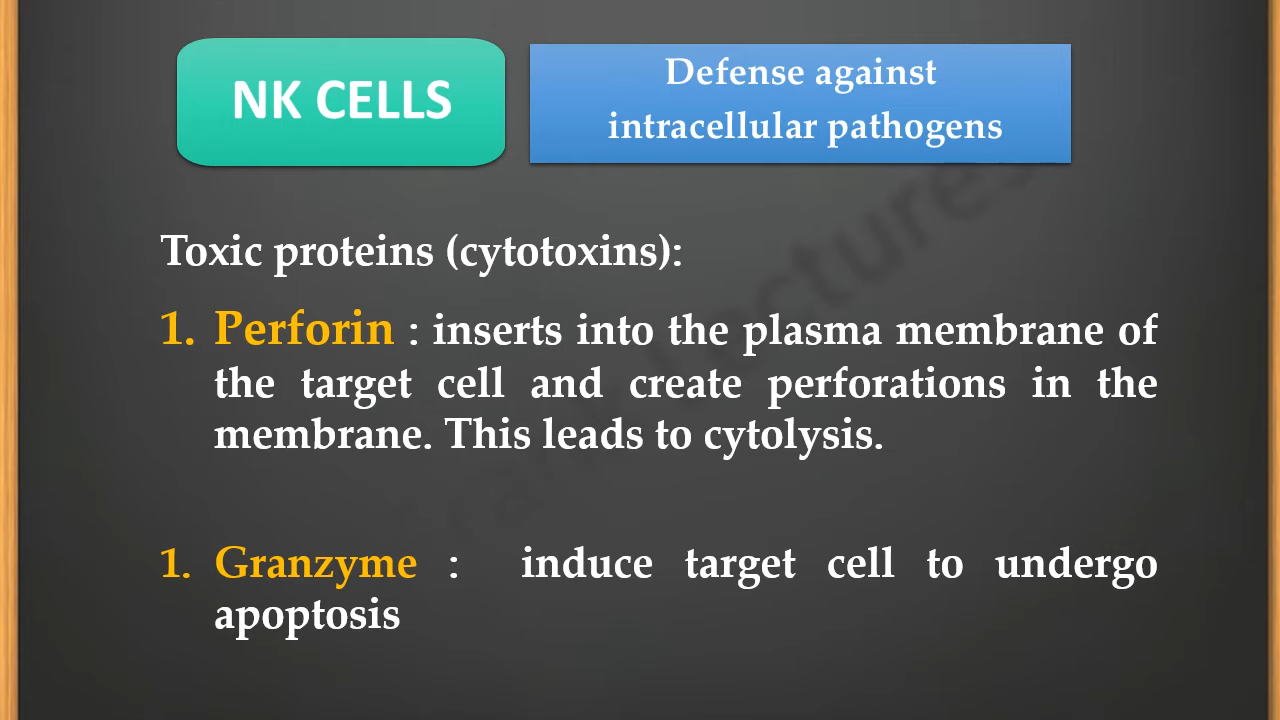 NK CELLS
Defense against
intracellular pathogens
Toxic proteins (cytotoxins):
1. Perforin : inserts into the plasma membrane of
the target cell and create perforations in the
membrane. This leads to cytolysis.
1. Granzyme : induce target cell to undergo
apoptosis